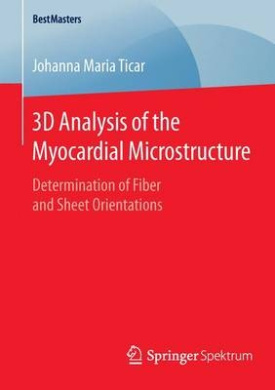 BestMasters
Johanna Maria Ticar
3D Analysis of the
Myocardial Microstructure
Determination of Fiber
and Sheet Orientations
Springer Spektrum